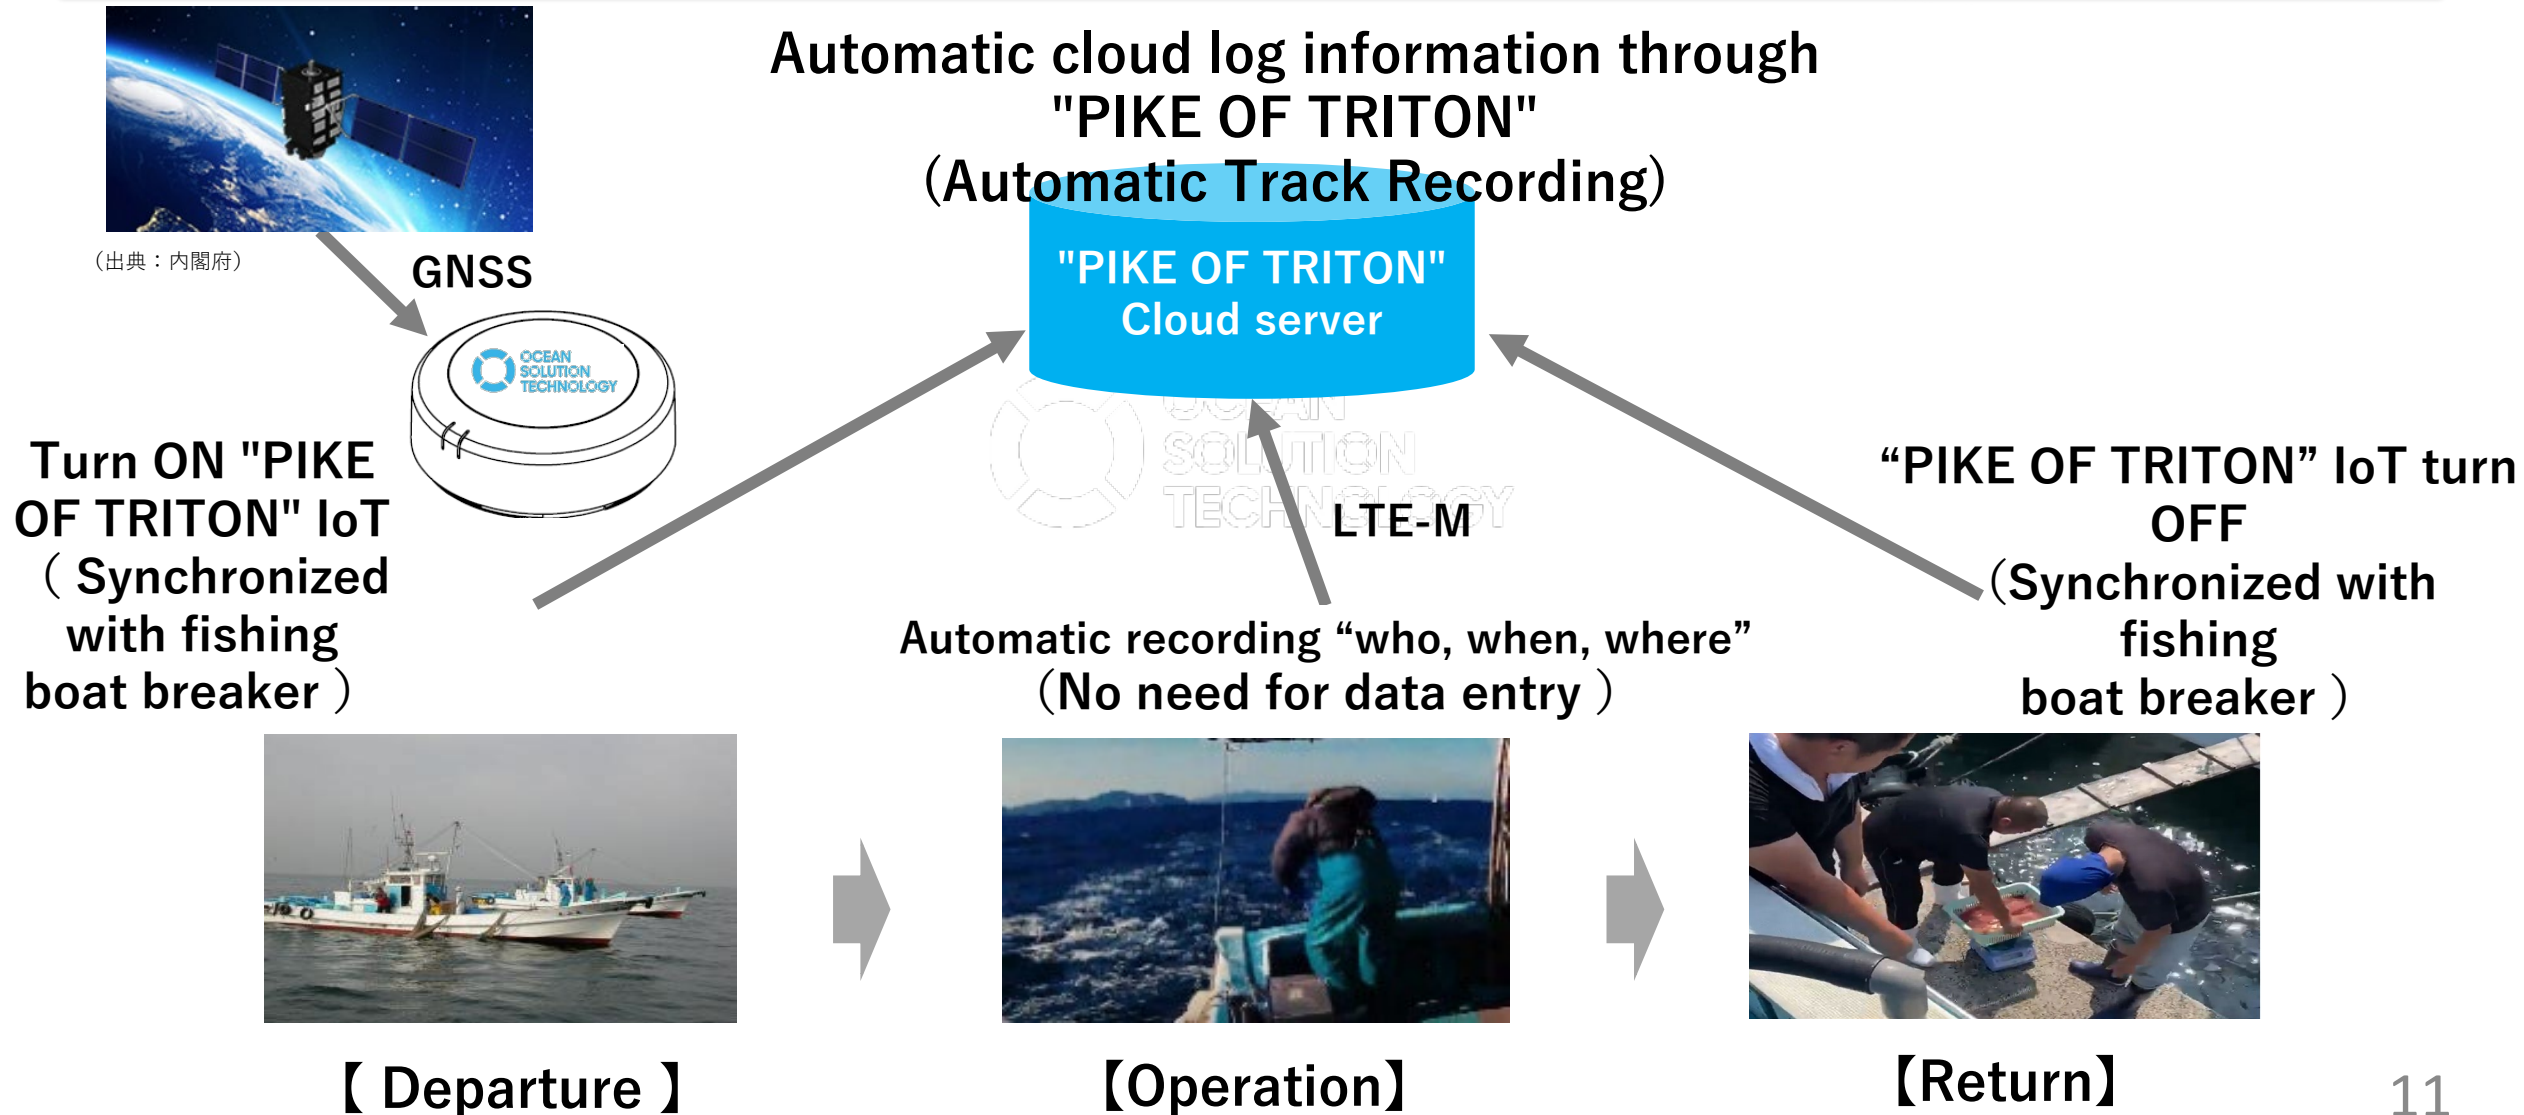 Automatic cloud log information through
"PIKE OF TRITON"
(Automatic Track Recording)
（出典：内閣府）
GNSS
OCEAN
SOLUTION
TECHNOLOGY
"PIKE OF TRITON"
Cloud server
OCEAN
SOLUTION
TECHNOLOGY
LTE-M
Turn ON "PIKE
OF TRITON" IoT
（ Synchronized
with fishing
boat breaker ）
Automatic recording “who, when, where”
（No need for data entry ）
“PIKE OF TRITON” IoT turn
OFF
（Synchronized with
fishing
boat breaker ）
【 Departure 】
【Operation】
【Return】
11